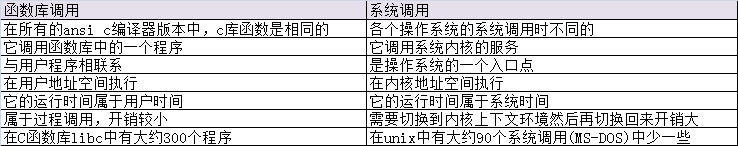 函数库调用 系统调用
在所有的ansi c编译器版本中，c库函数是相同的 各个操作系统的系统调用时不同的
它调用函数库中的一个程序 它调用系统内核的服务
与用户程序相联系 是操作系统的一个入口点
在用户地址空间执行 在内核地址空间执行
它的运行时间属于用户时间 它的运行时间属于系统时间
属于过程调用，开销较小 需要切换到内核上下文环境然后再切换回来开销大
在C函数库libc中有大约300个程序 在unix中有大约90个系统调用(MS-DOS)中少一些